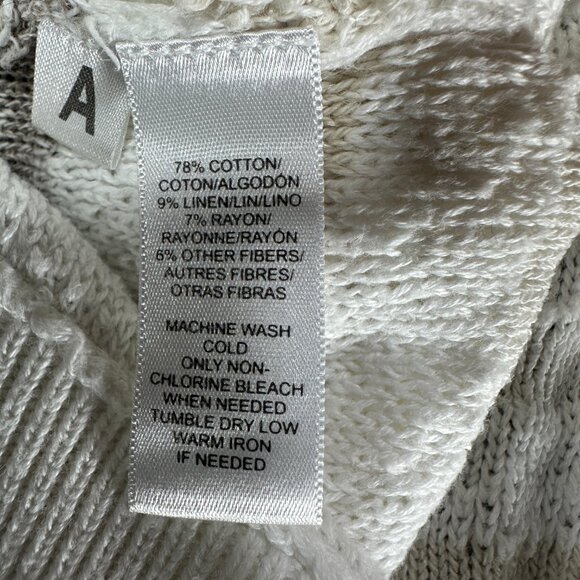 A
78% COTTON/
COTON/ALGODÓN
9% LINEN/LIN/LINO
7% RAYON/
RAYONNE/RAYÓN
6% OTHER FIBERS/
AUTRES FIBRES/
OTRAS FIBRAS
MACHINE WASH
COLD
ONLY NON-
CHLORINE BLEACH
WHEN NEEDED
TUMBLE DRY LOW
WARM IRON
IF NEEDED